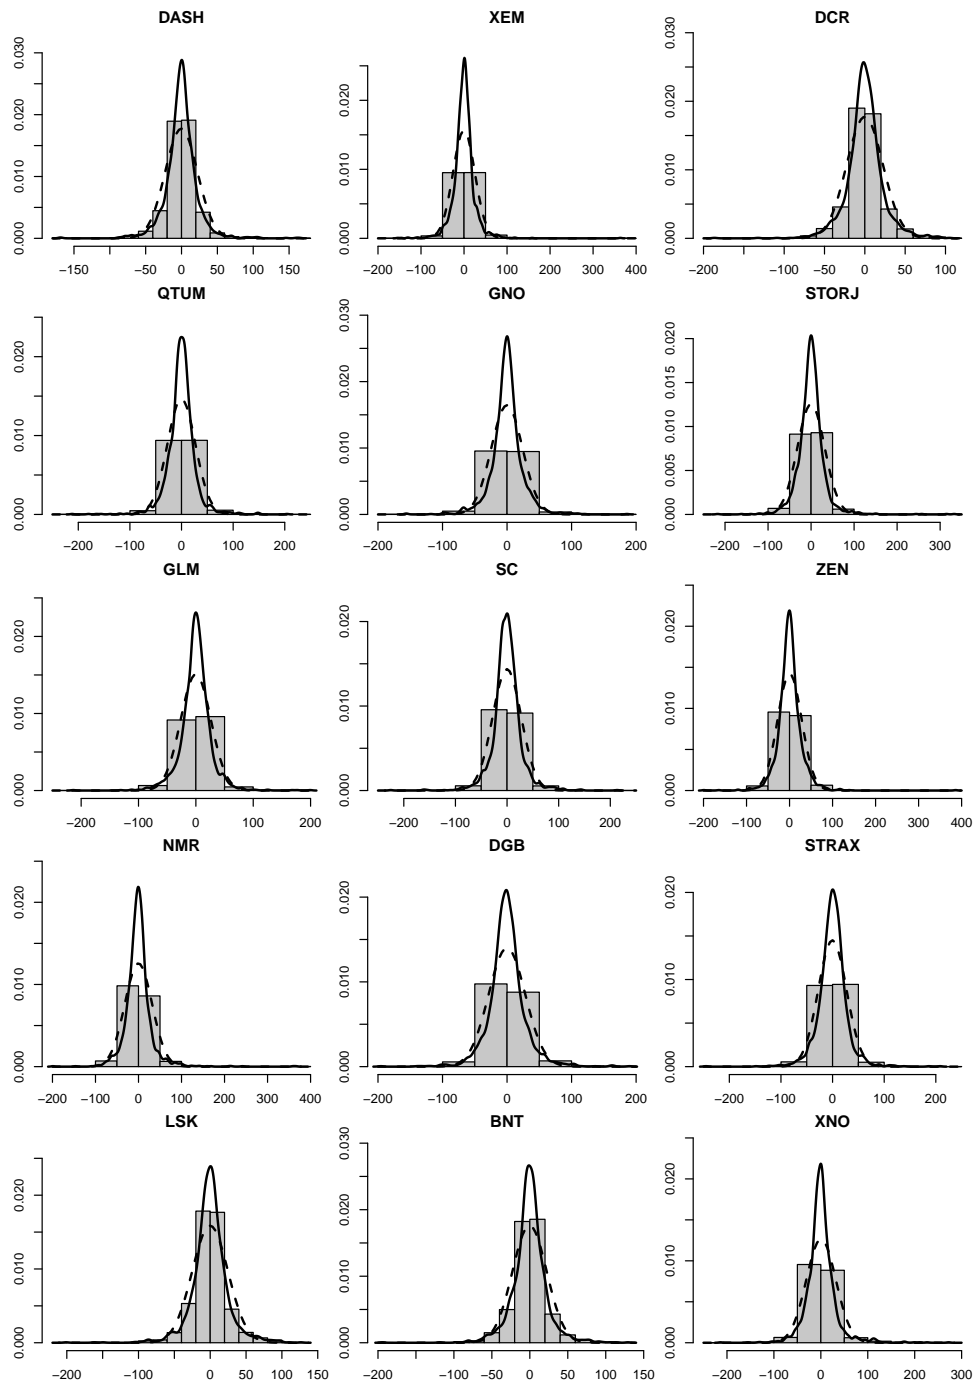 DASH XEM DCR
0.000 0.010 0.020 0.030 0.000 0.010 0.020 0.000 0.010 0.020 0.030
−150 −50 0 50 100 150 −200 −100 0 100 200 300 400 −200 −100 −50 0 50 100
QTUM GNO STORJ
0.000 0.010 0.020 0.000 0.010 0.020 0.030 0.000 0.005 0.010 0.015 0.020
−200 −100 0 100 200 −200 −100 0 100 200 −200 −100 0 100 200 300
GLM SC ZEN
0.000 0.010 0.020 0.000 0.010 0.020 0.000 0.010 0.020
−200 −100 0 100 200 −200 −100 0 100 200 −200 −100 0 100 200 300 400
NMR DGB STRAX
0.000 0.010 0.020 0.000 0.010 0.020 0.000 0.010 0.020
−200 −100 0 100 200 300 400 −200 −100 0 100 200 −200 −100 0 100 200
LSK BNT XNO
0.000 0.010 0.020 0.000 0.010 0.020 0.030 0.000 0.010 0.020
−200 −100 −50 0 50 100 150 −200 −100 −50 0 50 100 150 −200 −100 0 100 200 300